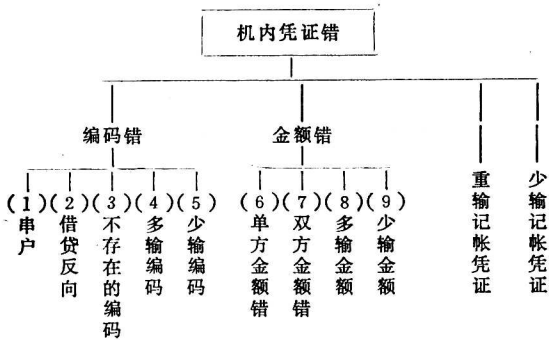 机内凭证错
编码错
金额错
(1)串户
(2)借贷反向
(3)不存在的编码
(4)多输编码
(5)少输编码
(6)单方金额错
(7)双方金额错
(8)多输金额
(9)少输金额
重输记帐凭证
少输记帐凭证